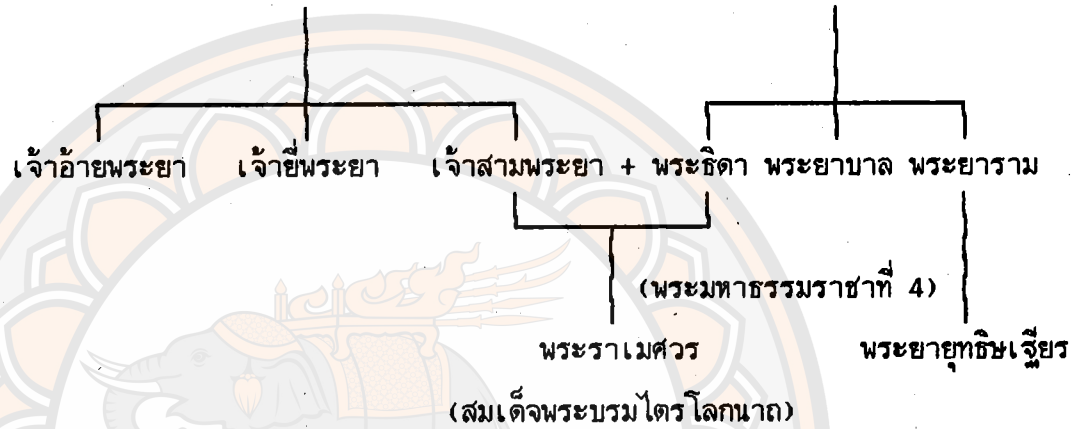 เจ้าอ้ายพระยา เจ้ายี่พระยา เจ้าสามพระยา + พระธิดา พระยาบาล พระยาราม
(พระมหาธรรมราชาที่ 4)
พระราเมศวร พระยายุทธิษเฐียร
(สมเด็จพระบรมไตรโลกนาถ)